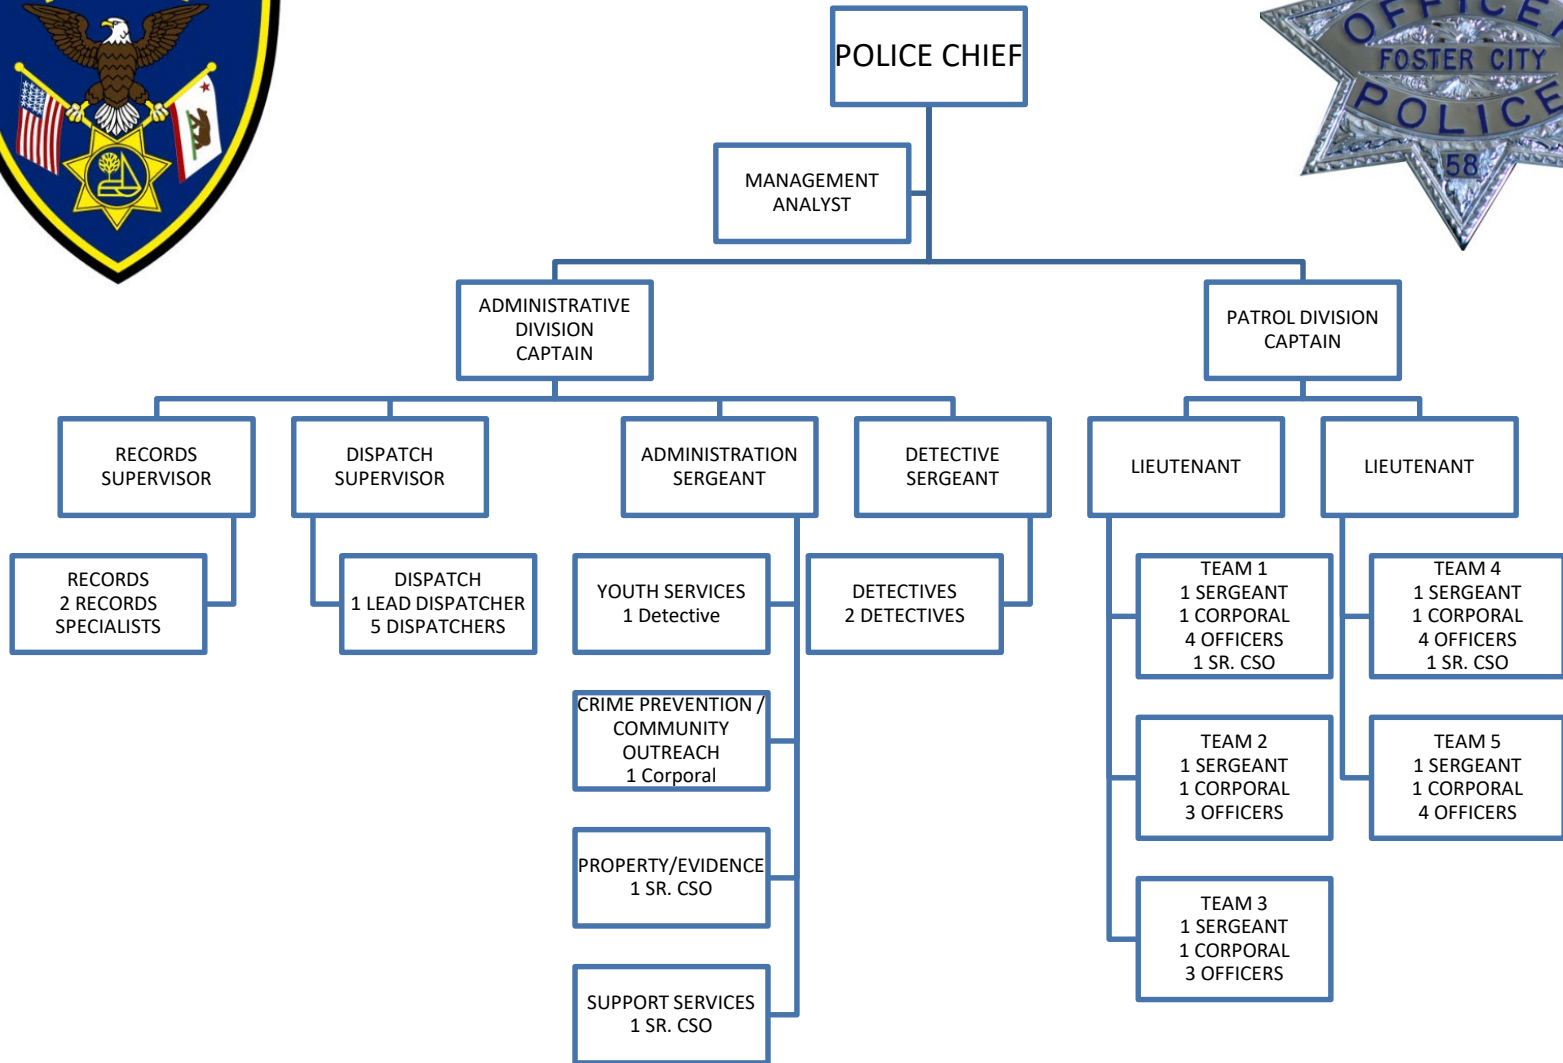 POLICE CHIEF
OFFICER
FOSTER CITY
POLICE
58
MANAGEMENT
ANALYST
ADMINISTRATIVE
DIVISION
CAPTAIN
PATROL DIVISION
CAPTAIN
RECORDS
SUPERVISOR
DISPATCH
SUPERVISOR
ADMINISTRATION
SERGEANT
DETECTIVE
SERGEANT
LIEUTENANT
LIEUTENANT
RECORDS
2 RECORDS
SPECIALISTS
DISPATCH
1 LEAD DISPATCHER
5 DISPATCHERS
YOUTH SERVICES
1 Detective
DETECTIVES
2 DETECTIVES
TEAM 1
1 SERGEANT
1 CORPORAL
4 OFFICERS
1 SR. CSO
TEAM 4
1 SERGEANT
1 CORPORAL
4 OFFICERS
1 SR. CSO
CRIME PREVENTION /
COMMUNITY
OUTREACH
1 Corporal
TEAM 2
1 SERGEANT
1 CORPORAL
3 OFFICERS
TEAM 5
1 SERGEANT
1 CORPORAL
4 OFFICERS
PROPERTY/EVIDENCE
1 SR. CSO
TEAM 3
1 SERGEANT
1 CORPORAL
3 OFFICERS
SUPPORT SERVICES
1 SR. CSO